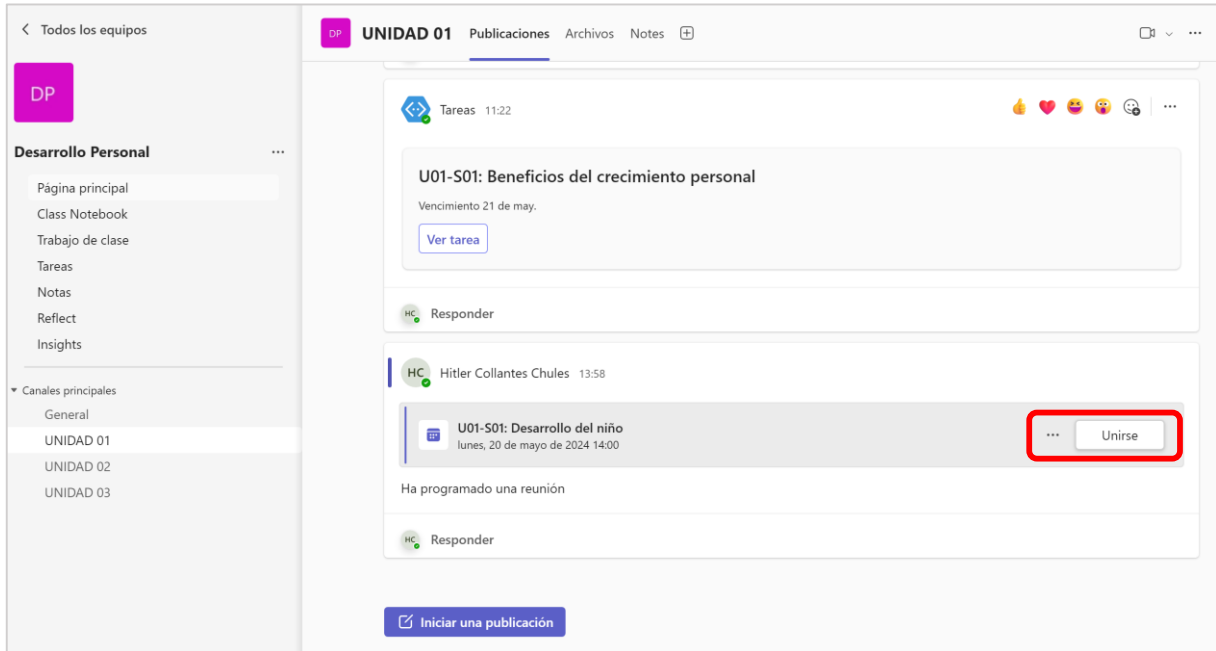 Todos los equipos
DP
Desarrollo Personal
Página principal
Class Notebook
Trabajo de clase
Tareas
Notas
Reflect
Insights
Canales principales
General
UNIDAD 01
UNIDAD 02
UNIDAD 03
DP UNIDAD 01 Publicaciones Archivos Notes
Tareas 11:22
U01-S01: Beneficios del crecimiento personal
Vencimiento 21 de may.
Ver tarea
HC Responder
HC Hitler Collantes Chules 13:58
U01-S01: Desarrollo del niño
lunes, 20 de mayo de 2024 14:00
Unirse
Ha programado una reunión
HC Responder
Iniciar una publicación